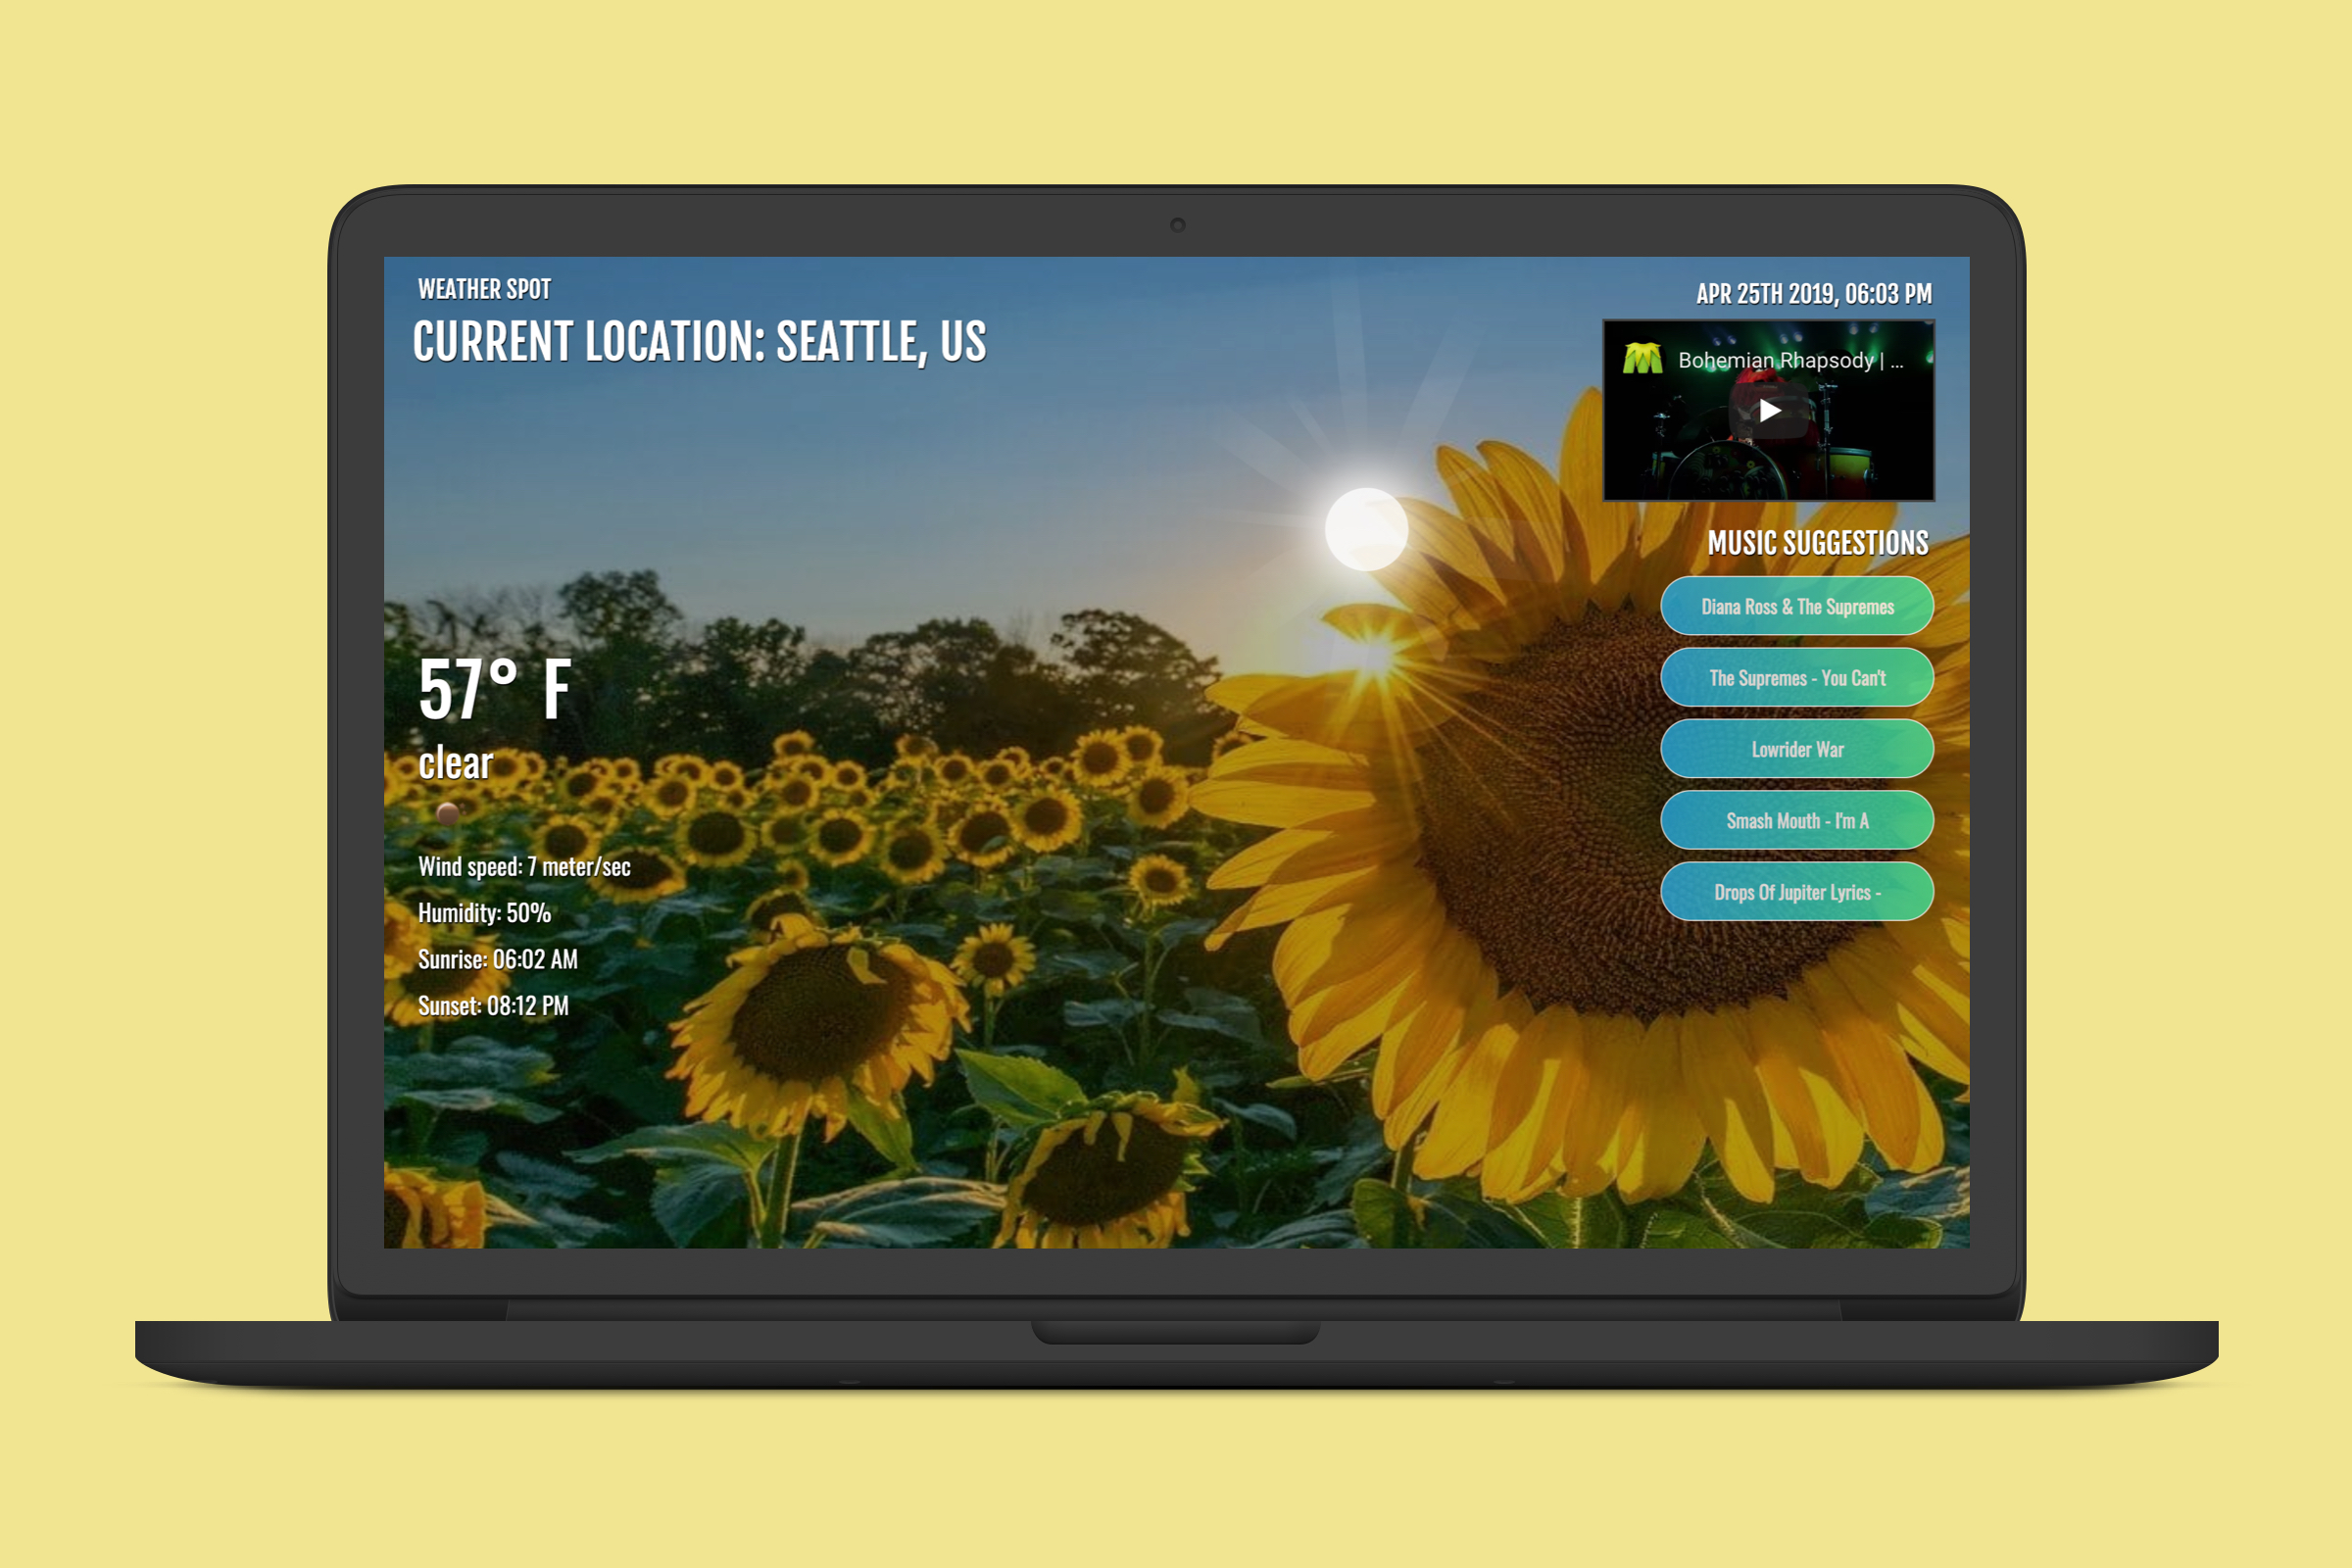 WEATHER SPOT
CURRENT LOCATION: SEATTLE, US
57° F
clear
Wind speed: 7 meter/sec
Humidity: 50%
Sunrise: 06:02 AM
Sunset: 08:12 PM
APR 25TH 2019, 06:03 PM
Bohemian Rhapsody | ...
MUSIC SUGGESTIONS
Diana Ross & The Supremes
The Supremes - You Can't
Lowrider War
Smash Mouth - I'm A
Drops Of Jupiter Lyrics -